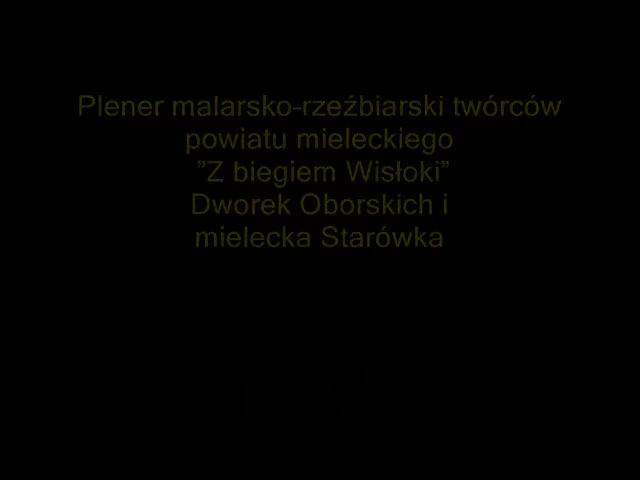 Plener malarsko-rzeźbiarski twórców
powiatu mieleckiego
”Z biegiem Wisłoki”
Dworek Oborskich i
mielecka Starówka